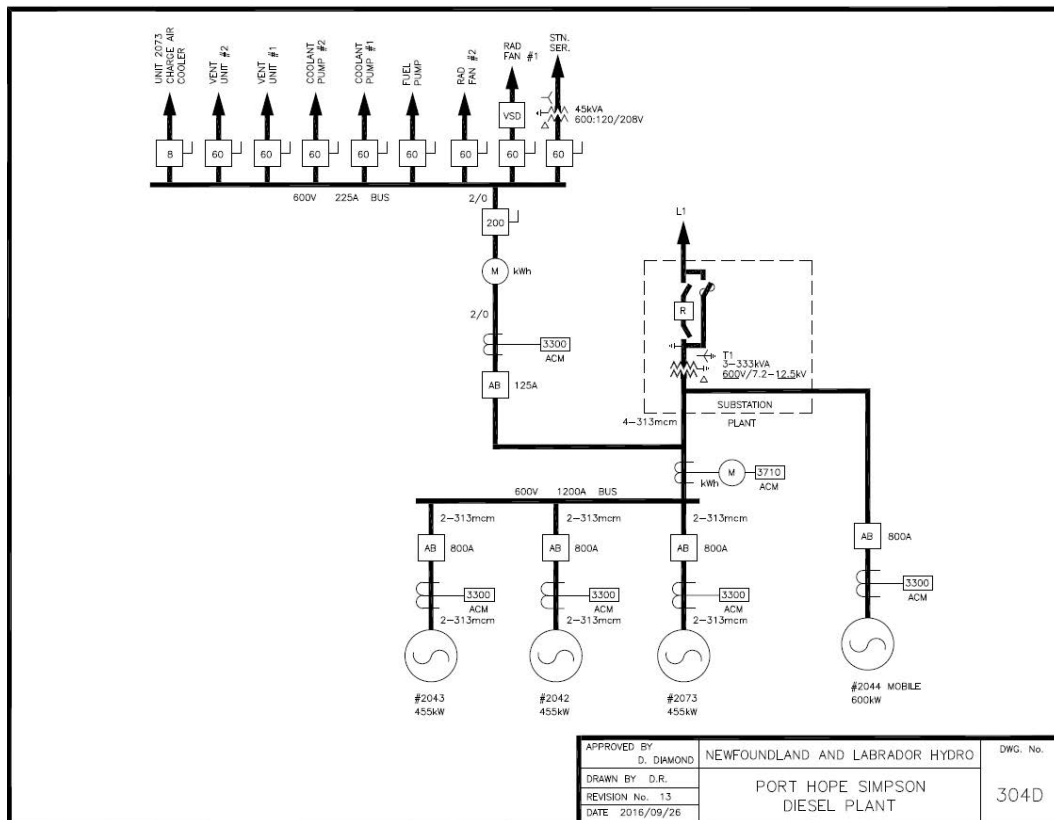 UNIT 2073
CHARGE AIR
COOLER
VENT
UNIT #2
VENT
UNIT #1
COOLANT
PUMP #2
COOLANT
PUMP #1
FUEL
PUMP
RAD
FAN #2
RAD
FAN #1
STN.
SER.
VSD
45kVA
600:120/208V
8
60
60
60
60
60
60
60
60
600V 225A BUS
2/0
200
M
kWh
2/0
3300
ACM
AB
125A
L1
R
T1
3-333kVA
600V/7.2-12.5kV
SUBSTATION
PLANT
4-313mcm
M
3710
kWh
ACM
600V 1200A BUS
2-313mcm
2-313mcm
2-313mcm
AB
800A
AB
800A
AB
800A
AB
800A
3300
ACM
3300
ACM
3300
ACM
3300
ACM
2-313mcm
2-313mcm
2-313mcm
#2043
455kW
#2042
455kW
#2073
455kW
#2044 MOBILE
600kW
APPROVED BY
D. DIAMOND
DRAWN BY D.R.
REVISION No. 13
DATE 2016/09/26
NEWFOUNDLAND AND LABRADOR HYDRO
PORT HOPE SIMPSON
DIESEL PLANT
DWG. No.
304D